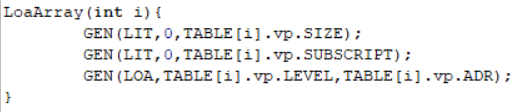 LoaArray(int i){
GEN(LIT,0,TABLE[i].vp.SIZE);
GEN(LIT,0,TABLE[i].vp.SUBSCRIPT);
GEN(LOA,TABLE[i].vp.LEVEL,TABLE[i].vp.ADR);
}